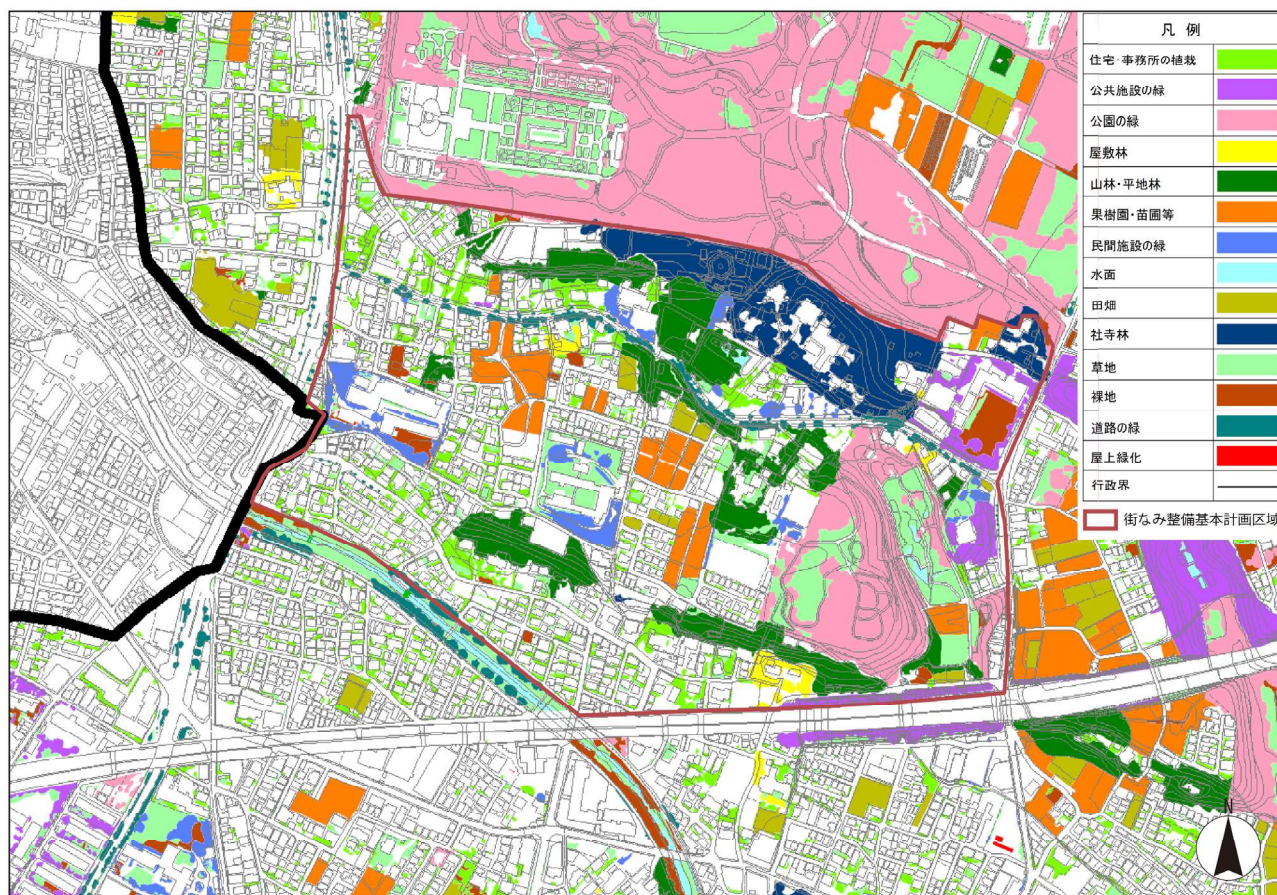 凡 例
住宅・事務所の植栽
公共施設の緑
公園の緑
屋敷林
山林・平地林
果樹園・苗圃等
民間施設の緑
水面
田畑
社寺林
草地
裸地
道路の緑
屋上緑化
行政界
街なみ整備基本計画区域
N